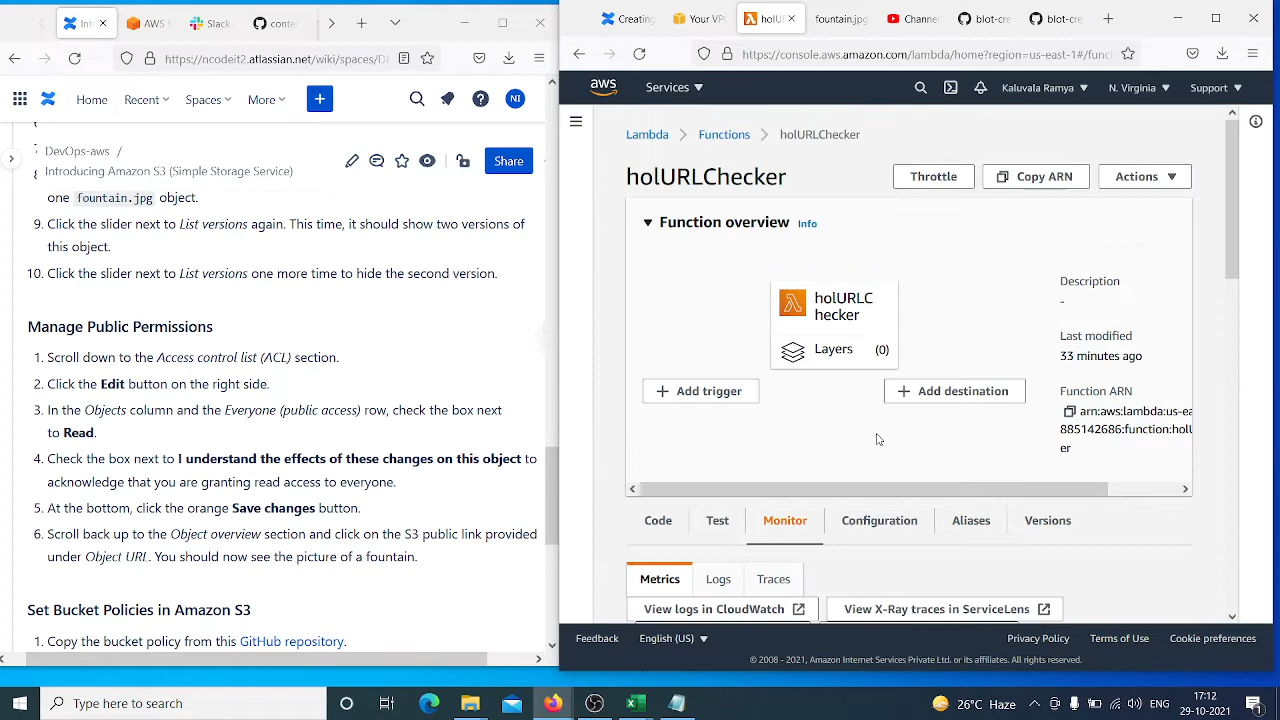 Int
AWS M
Slack
conter
https://ncodeit2.atlassian.net/wiki/spaces/D
Home
Recent
Spaces
More
NI
DevOps-aws /
Introducing Amazon S3 (Simple Storage Service)
Share
one fountain.jpg object.
9. Click the slider next to List versions again. This time, it should show two versions of
this object.
10. Click the slider next to List versions one more time to hide the second version.
Manage Public Permissions
1. Scroll down to the Access control list (ACL) section.
2. Click the Edit button on the right side.
3. In the Objects column and the Everyone (public access) row, check the box next
to Read.
4. Check the box next to I understand the effects of these changes on this object to
acknowledge that you are granting read access to everyone.
5. At the bottom, click the orange Save changes button.
6. Scroll back up to the Object overview section and click on the S3 public link provided
under Object URL. You should now see the picture of a fountain.
Set Bucket Policies in Amazon S3
1. Copy the bucket policy from this GitHub repository.
Creating
Your VP
holU
fountain.jpg
Channe
blot-cre
blot-cre
https://console.aws.amazon.com/lambda/home?region=us-east-1#/func
aws
Services
Kaluvala Ramya
N. Virginia
Support
Lambda > Functions > holURLChecker
holURLChecker
Throttle
Copy ARN
Actions
Function overview Info
holURLC
hecker
Layers (0)
Add trigger
Add destination
Description
-
Last modified
33 minutes ago
Function ARN
arn:aws:lambda:us-ea
885142686:function:holU
er
Code
Test
Monitor
Configuration
Aliases
Versions
Metrics
Logs
Traces
View logs in CloudWatch
View X-Ray traces in ServiceLens
Feedback
English (US)
Privacy Policy
Terms of Use
Cookie preferences
© 2008 - 2021, Amazon Internet Services Private Ltd. or its affiliates. All rights reserved.
Type here to search
26°C Haze
ENG
17:12
29-10-2021